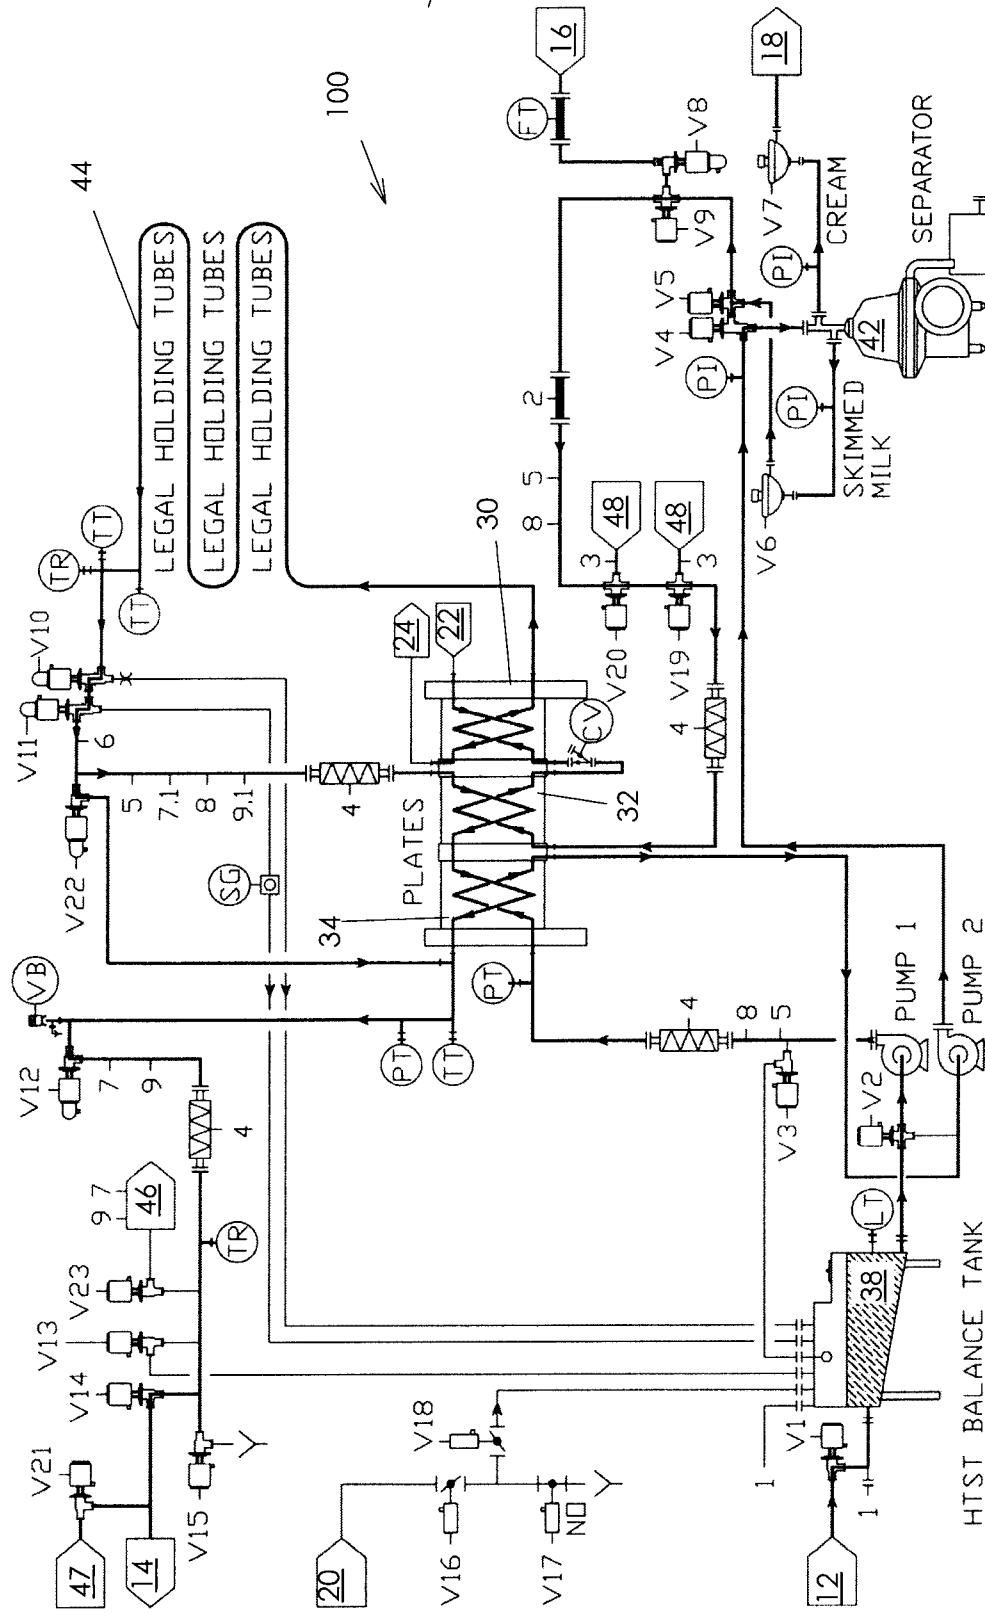 100
44
LEGAL HOLDING TUBES
LEGAL HOLDING TUBES
LEGAL HOLDING TUBES
16
FT
V8
V9
18
V7
CREAM
PI
SEPARATOR
42
V5
V4
PI
PI
SKIMMED
MILK
V6
2
5
8
48
3
V20
48
3
V19
4
30
22
24
CV
32
PLATES
34
TR
TT
TT
V10
V11
6
5
7.1
8
9.1
4
V22
SG
VB
V12
7
9
4
PT
TT
PT
4
8
5
V3
PUMP 1
PUMP 2
V2
LT
38
HTST BALANCE TANK
V1
1
1
12
46
9
7
TR
V23
V13
V14
V21
V15
47
14
V18
V16
V17
NO
20